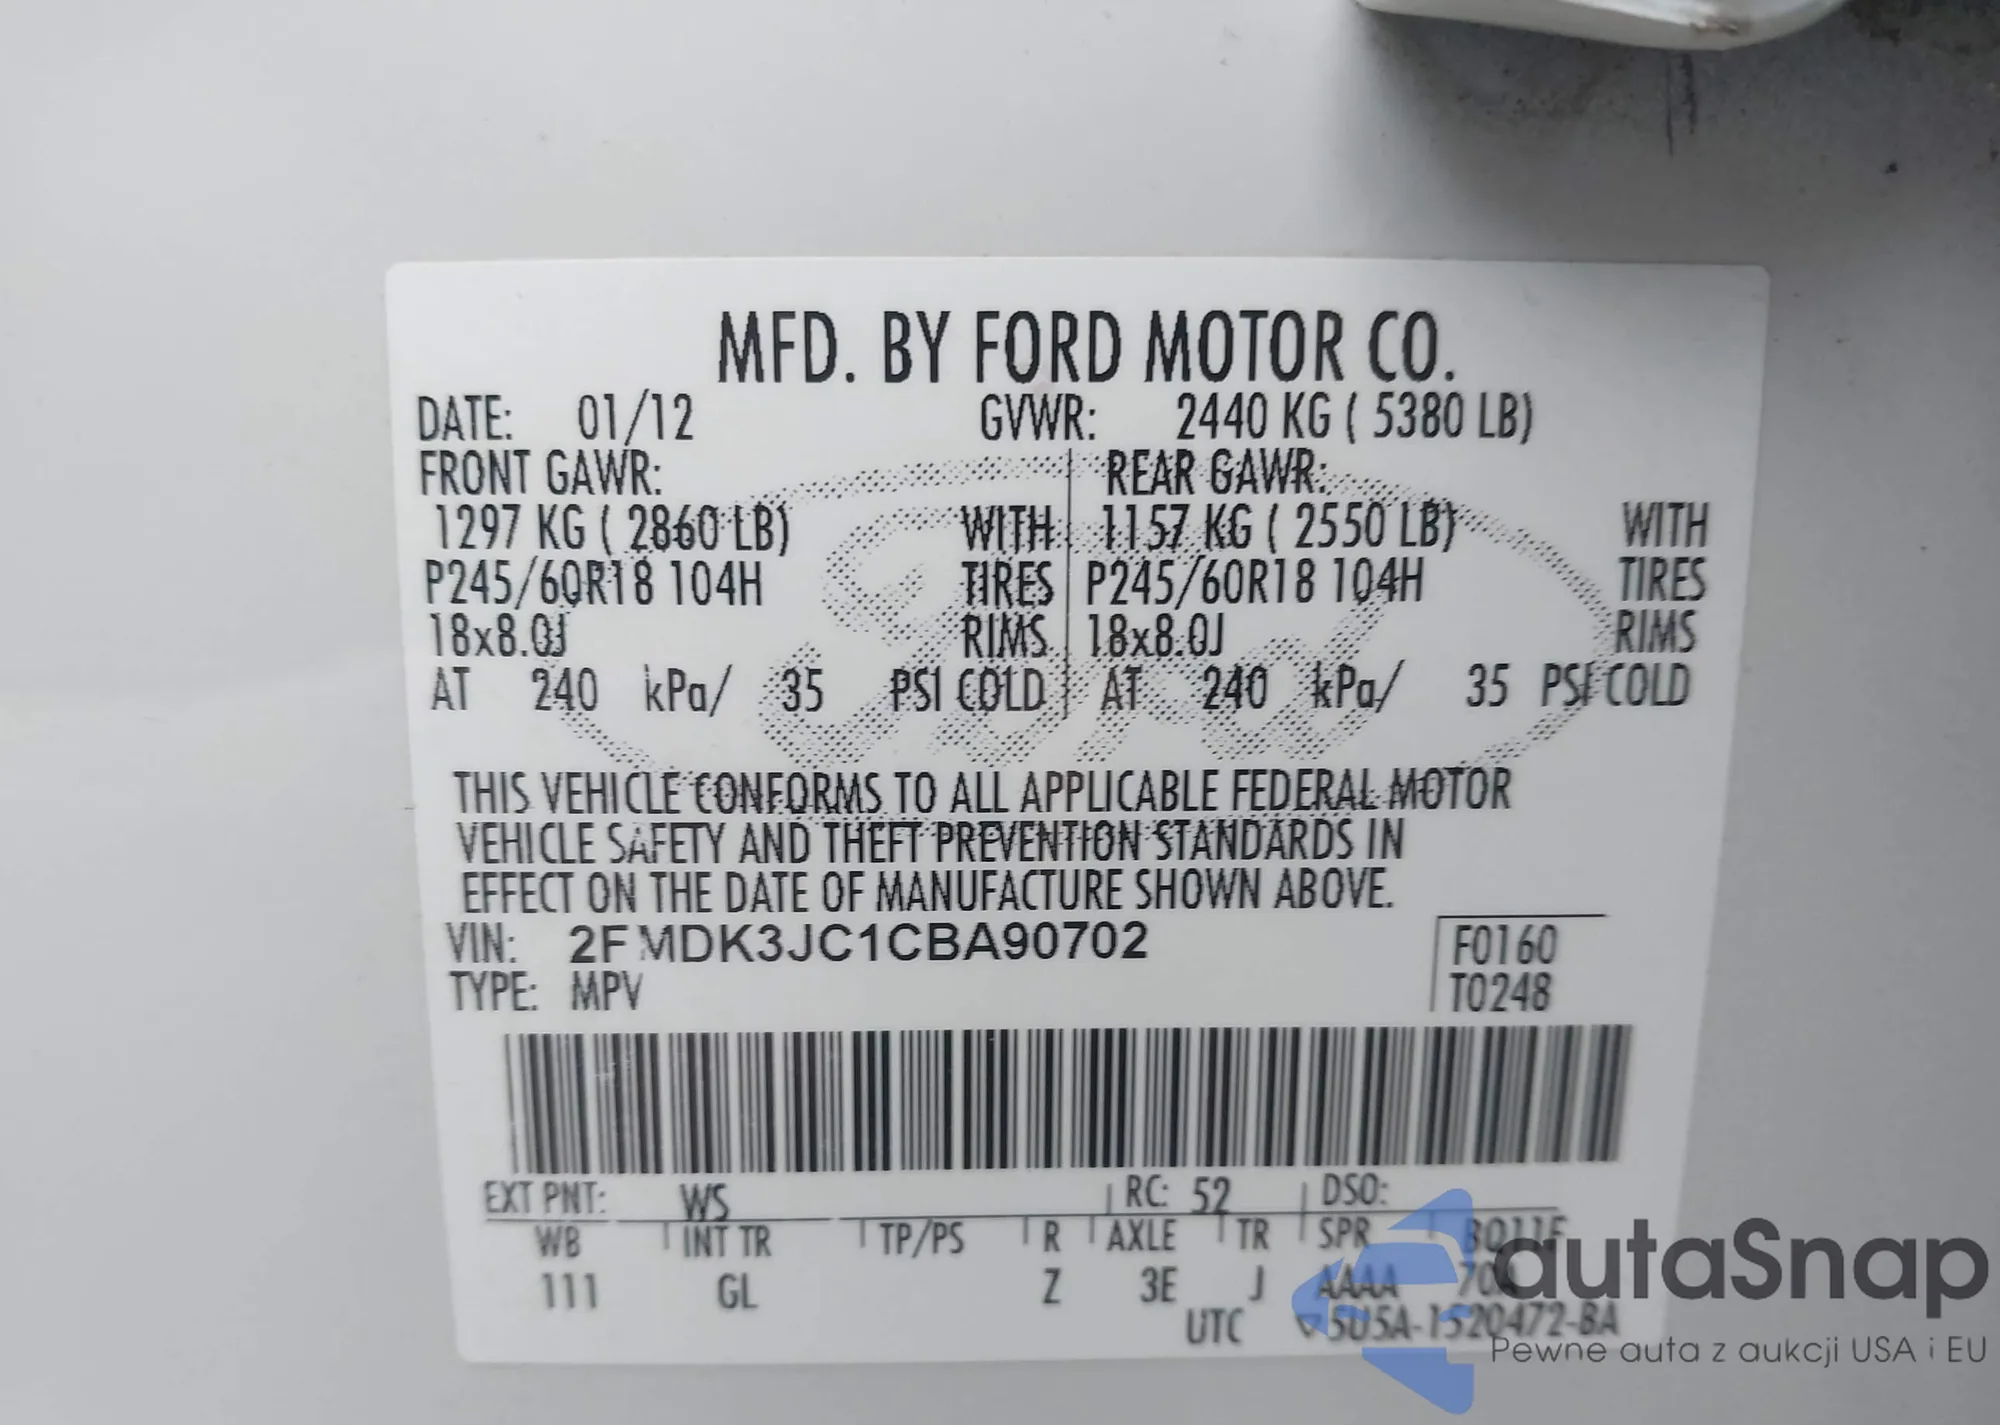 MFD. BY FORD MOTOR CO.
DATE: 01/12 GVWR: 2440 KG ( 5380 LB)
FRONT GAWR: REAR GAWR:
1297 KG ( 2860 LB) WITH 1157 KG ( 2550 LB) WITH
P245/60R18 104H TIRES P245/60R18 104H TIRES
18x8.0J RIMS 18x8.0J RIMS
AT 240 kPa/ 35 PSI COLD AT 240 kPa/ 35 PSI COLD
Ford
THIS VEHICLE CONFORMS TO ALL APPLICABLE FEDERAL MOTOR
VEHICLE SAFETY AND THEFT PREVENTION STANDARDS IN
EFFECT ON THE DATE OF MANUFACTURE SHOWN ABOVE.
VIN: 2FMDK3JC1CBA90702 F0160
TYPE: MPV T0248
EXT PNT: WS RC: 52 DSO:
WB INT TR TP/PS R AXLE TR SPR
111 GL Z 3E J AAAA
UTC 5U5A-1520472-BA
autaSnap
Pewne auta z aukcji USA i EU